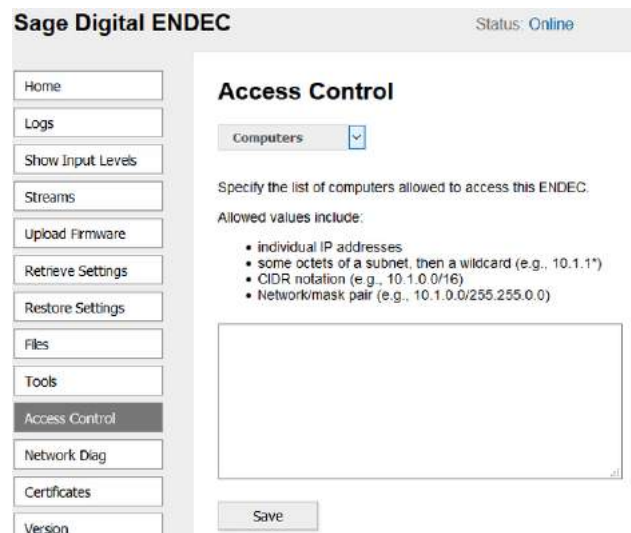 Sage Digital ENDEC
Status: Online
Home
Logs
Show Input Levels
Streams
Upload Firmware
Retrieve Settings
Restore Settings
Files
Tools
Access Control
Network Diag
Certificates
Version
Access Control
Computers
Specify the list of computers allowed to access this ENDEC.
Allowed values include:
• individual IP addresses
• some octets of a subnet, then a wildcard (e.g., 10.1.1*)
• CIDR notation (e.g., 10.1.0.0/16)
• Network/mask pair (e.g., 10.1.0.0/255.255.0.0)
Save